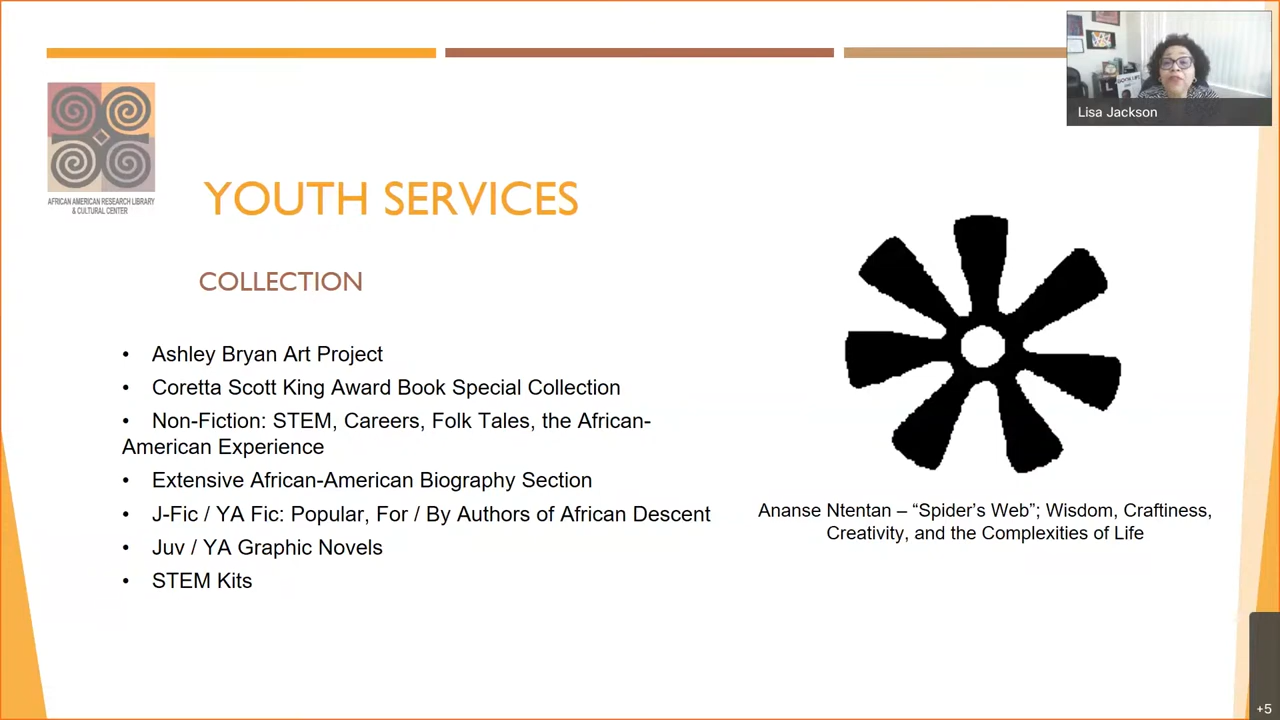 Lisa Jackson
AFRICAN AMERICAN RESEARCH LIBRARY
& CULTURAL CENTER
YOUTH SERVICES
COLLECTION
• Ashley Bryan Art Project
• Coretta Scott King Award Book Special Collection
• Non-Fiction: STEM, Careers, Folk Tales, the African-
American Experience
• Extensive African-American Biography Section
• J-Fic / YA Fic: Popular, For / By Authors of African Descent
• Juv / YA Graphic Novels
• STEM Kits
Ananse Ntentan – “Spider’s Web”; Wisdom, Craftiness,
Creativity, and the Complexities of Life
+5